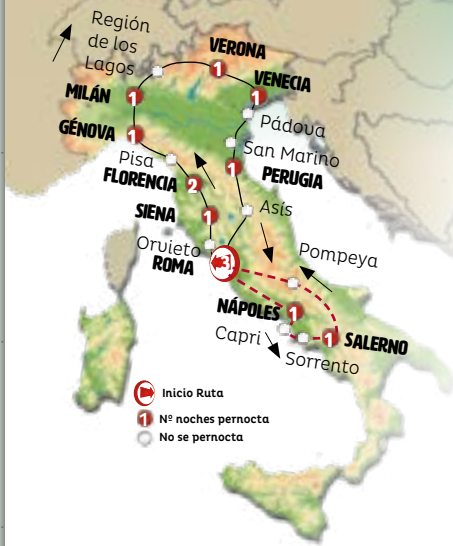 Región
de los
Lagos
VERONA
1
VENECIA
1
MILÁN
1
GÉNOVA
1
Pádova
San Marino
Pisa
FLORENCIA
2
1
PERUGIA
SIENA
1
Asís
Orvieto
ROMA
3
Pompeya
NÁPOLES
1
Capri
1
SALERNO
Sorrento
Inicio Ruta
1 Nº noches pernocta
No se pernocta